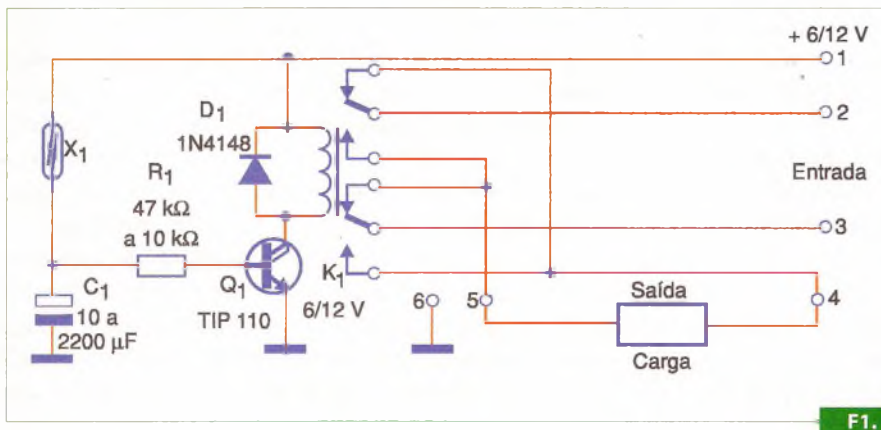 + 6/12 V
1
D1
1N4148
2
X1
R1
47 kΩ
a 10 kΩ
Entrada
3
K1
C1
10 a
2200 µF
Q1
TIP 110
6/12 V
6
5
Saída
4
Carga
F1.